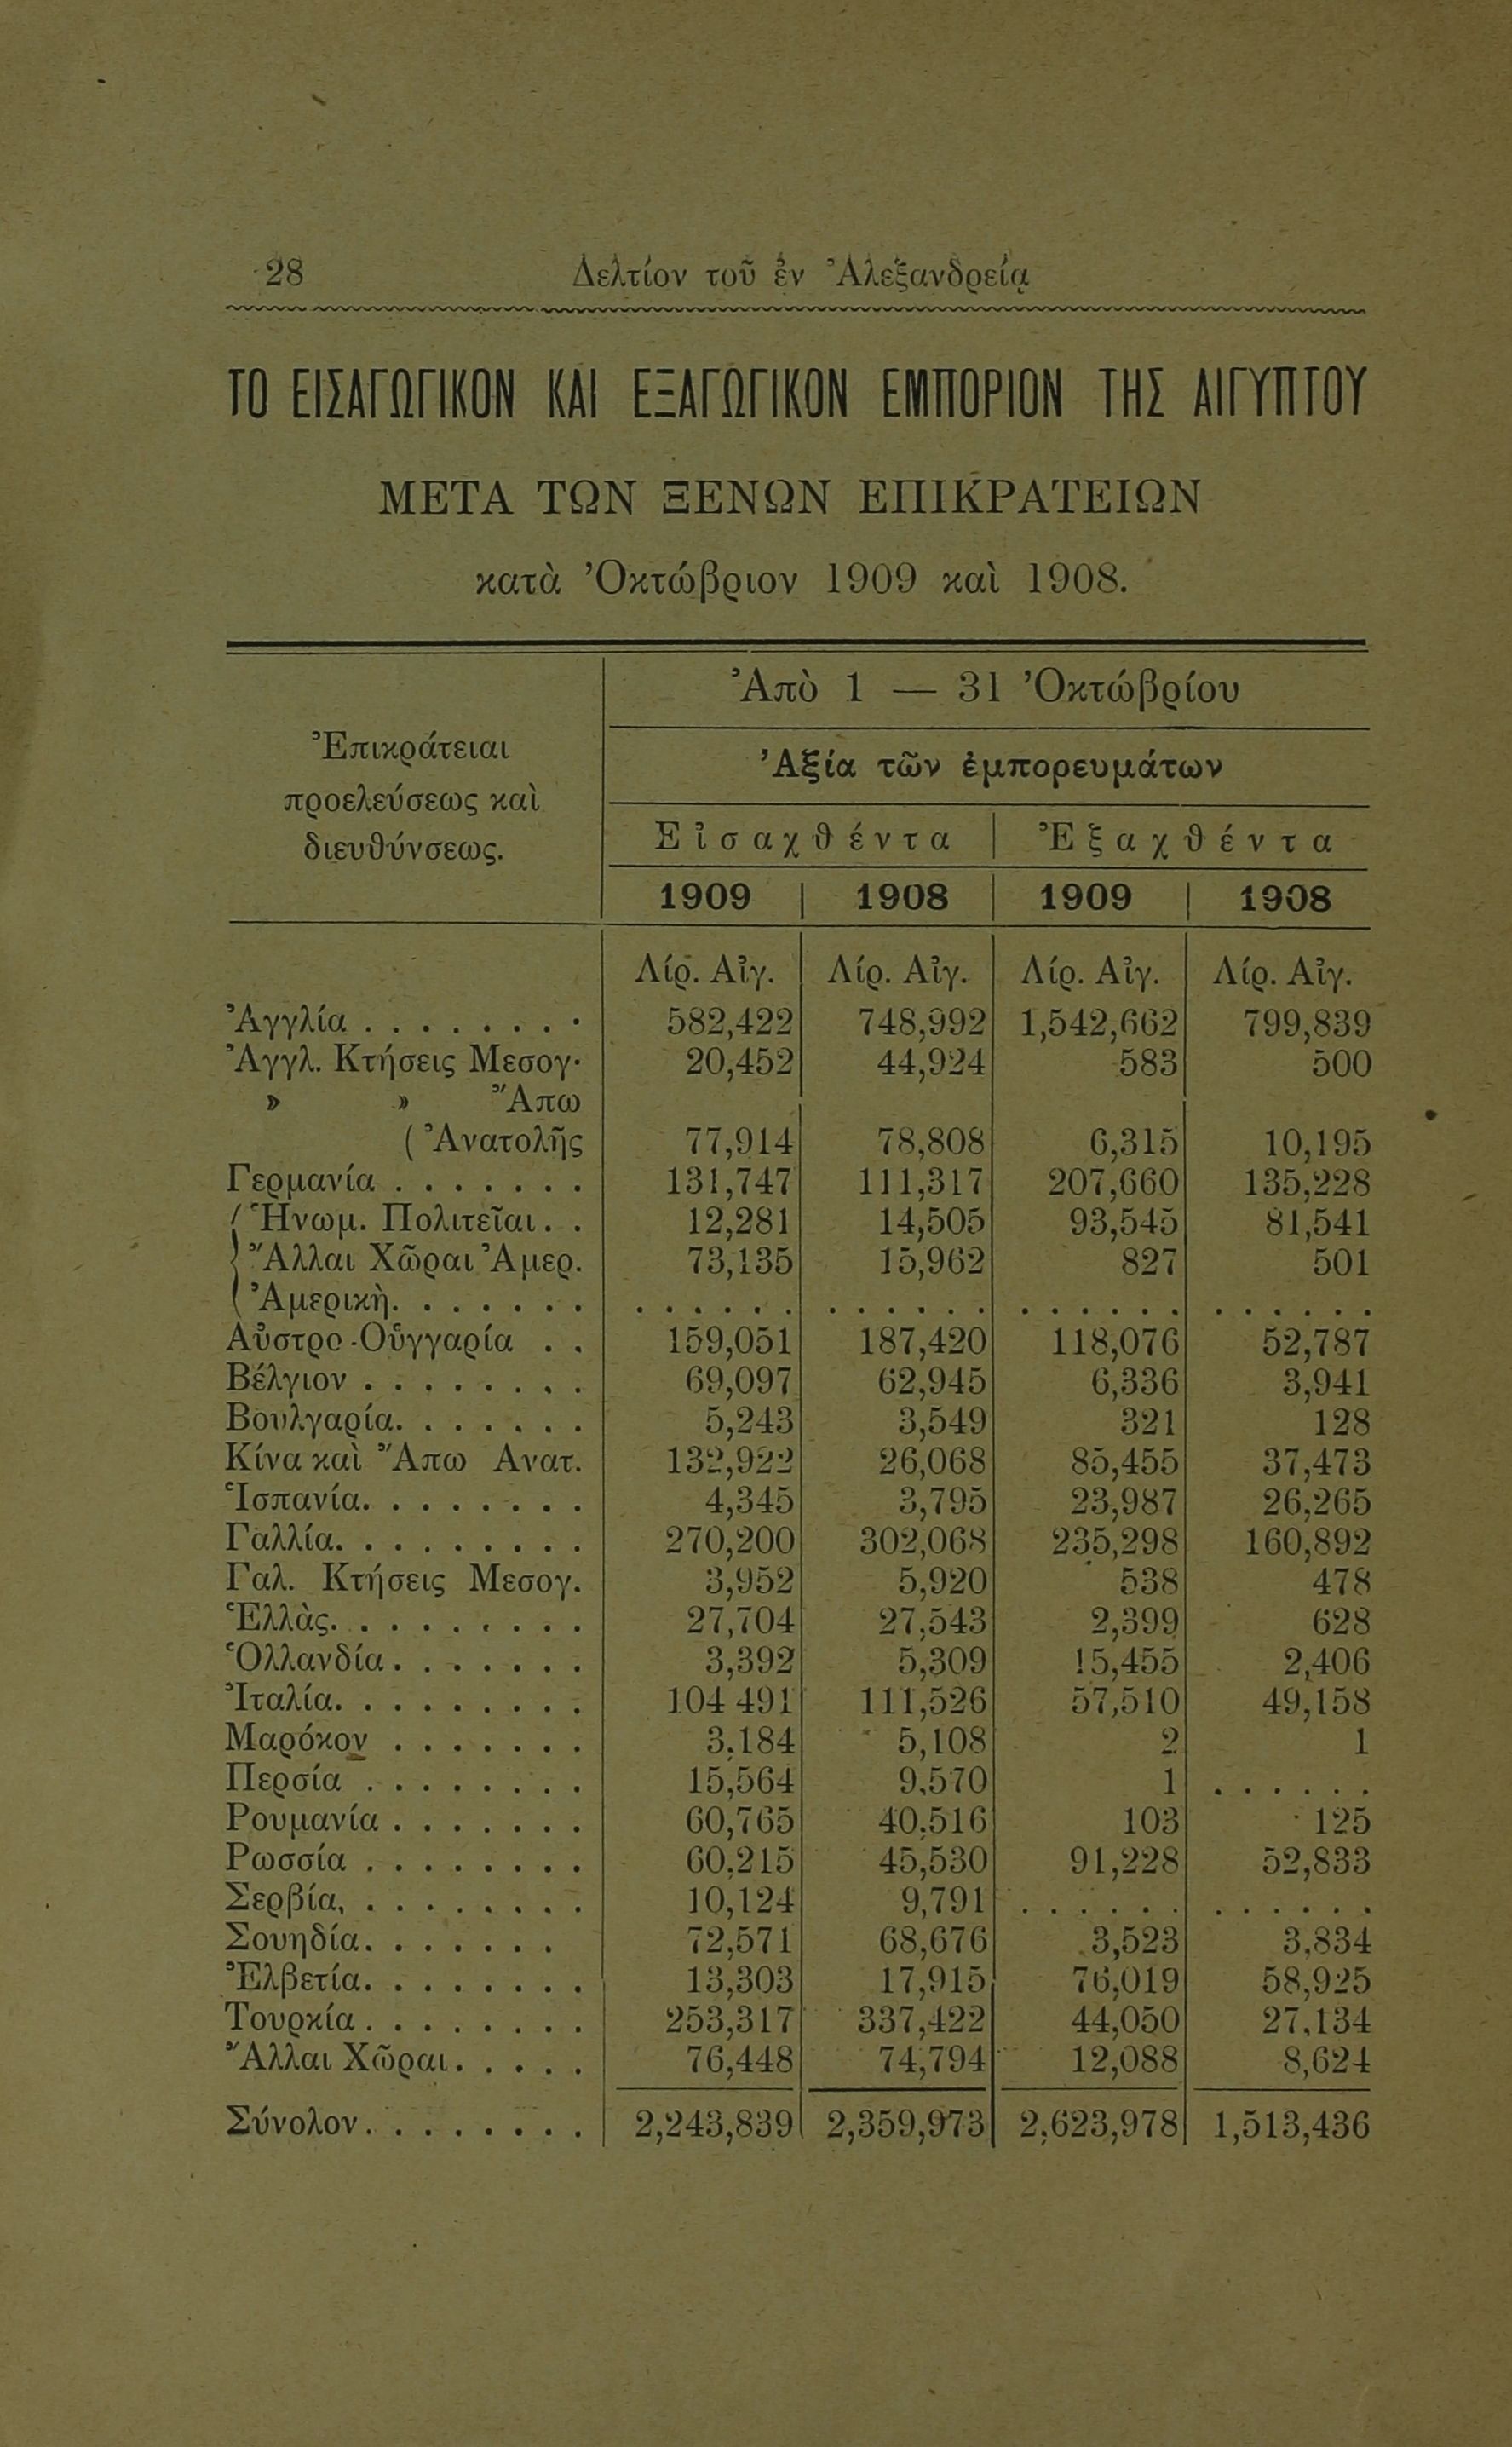 28 Δελτίον τοῦ ἐν Ἀλεξανδρείᾳ
ΤΟ ΕΙΣΑΓΩΓΙΚΟΝ ΚΑΙ ΕΞΑΓΩΓΙΚΟΝ ΕΜΠΟΡΙΟΝ ΤΗΣ ΑΙΓΥΠΤΟΥ
ΜΕΤΑ ΤΩΝ ΞΕΝΩΝ ΕΠΙΚΡΑΤΕΙΩΝ
κατὰ Ὀκτώβριον 1909 καὶ 1908.
Ἐπικράτειαι
προελεύσεως καὶ
διευθύνσεως.
Ἀπὸ 1 — 31 Ὀκτώβρίου
Ἀξία τῶν ἐμπορευμάτων
Εἰσαχθέντα | Ἐξαχθέντα
1909 | 1908 | 1909 | 1908
Λίρ. Αἰγ. Λίρ. Αἰγ. Λίρ. Αἰγ. Λίρ. Αἰγ.
Ἀγγλία . . . . . . . . 582,422 748,992 1,542,662 799,839
Ἀγγλ. Κτήσεις Μεσογ. 20,452 44,924 583 500
» » Ἄπω
( Ἀνατολῆς 77,914 78,808 6,315 10,195
Γερμανία . . . . . . . 131,747 111,317 207,660 135,228
Ἡνωμ. Πολιτεῖαι . . 12,281 14,505 93,545 81,541
Ἄλλαι Χῶραι Ἀμερ. 73,135 15,962 827 501
Ἀμερικὴ. . . . . . . . . . . . . . . . . . . . . . . . . . . . . . .
Αὐστρο-Οὑγγαρία . . 159,051 187,420 118,076 52,787
Βέλγιον . . . . . . . . 69,097 62,945 6,336 3,941
Βουλγαρία. . . . . . . 5,243 3,549 321 128
Κίνα καὶ Ἄπω Ανατ. 132,922 26,068 85,455 37,473
Ἱσπανία. . . . . . . . 4,345 3,795 23,987 26,265
Γαλλία. . . . . . . . . 270,200 302,068 235,298 160,892
Γαλ. Κτήσεις Μεσογ. 3,952 5,920 538 478
Ἑλλὰς. . . . . . . . . 27,704 27,543 2,399 628
Ὁλλανδία. . . . . . . 3,392 5,309 15,455 2,406
Ἰταλία. . . . . . . . . 104 491 111,526 57,510 49,158
Μαρόκον . . . . . . . 3,184 5,108 2 1
Περσία . . . . . . . . 15,564 9,570 1 . . . . . .
Ρουμανία . . . . . . . 60,765 40,516 103 125
Ρωσσία . . . . . . . . 60,215 45,530 91,228 52,833
Σερβία, . . . . . . . . 10,124 9,791 . . . . . . . . . . . .
Σουηδία. . . . . . . 72,571 68,676 3,523 3,834
Ἐλβετία. . . . . . . . 13,303 17,915 76,019 58,925
Τουρκία . . . . . . . . 253,317 337,422 44,050 27,134
Ἄλλαι Χῶραι. . . . . 76,448 74,794 12,088 8,624
Σύνολον. . . . . . . . 2,243,839 2,359,973 2,623,978 1,513,436